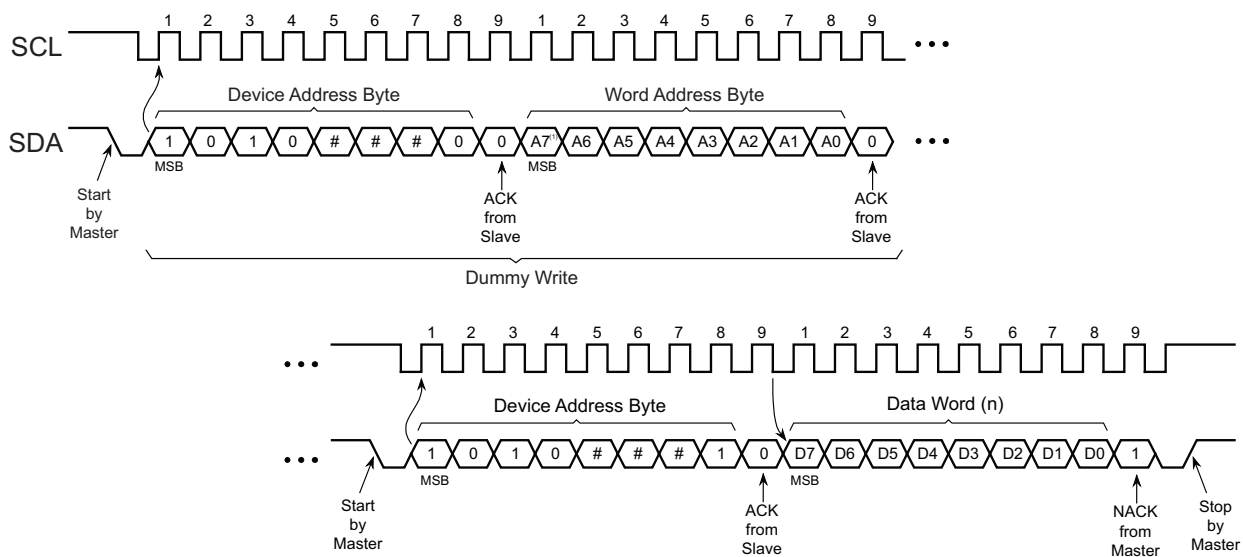 1 2 3 4 5 6 7 8 9 1 2 3 4 5 6 7 8 9
SCL
Device Address Byte Word Address Byte
SDA 1 0 1 0 # # # 0 0 A7(1) A6 A5 A4 A3 A2 A1 A0 0
MSB MSB
Start by Master
ACK from Slave
ACK from Slave
Dummy Write
1 2 3 4 5 6 7 8 9 1 2 3 4 5 6 7 8 9
Device Address Byte Data Word (n)
1 0 1 0 # # # 1 0 D7 D6 D5 D4 D3 D2 D1 D0 1
MSB MSB
Start by Master
ACK from Slave
NACK from Master
Stop by Master